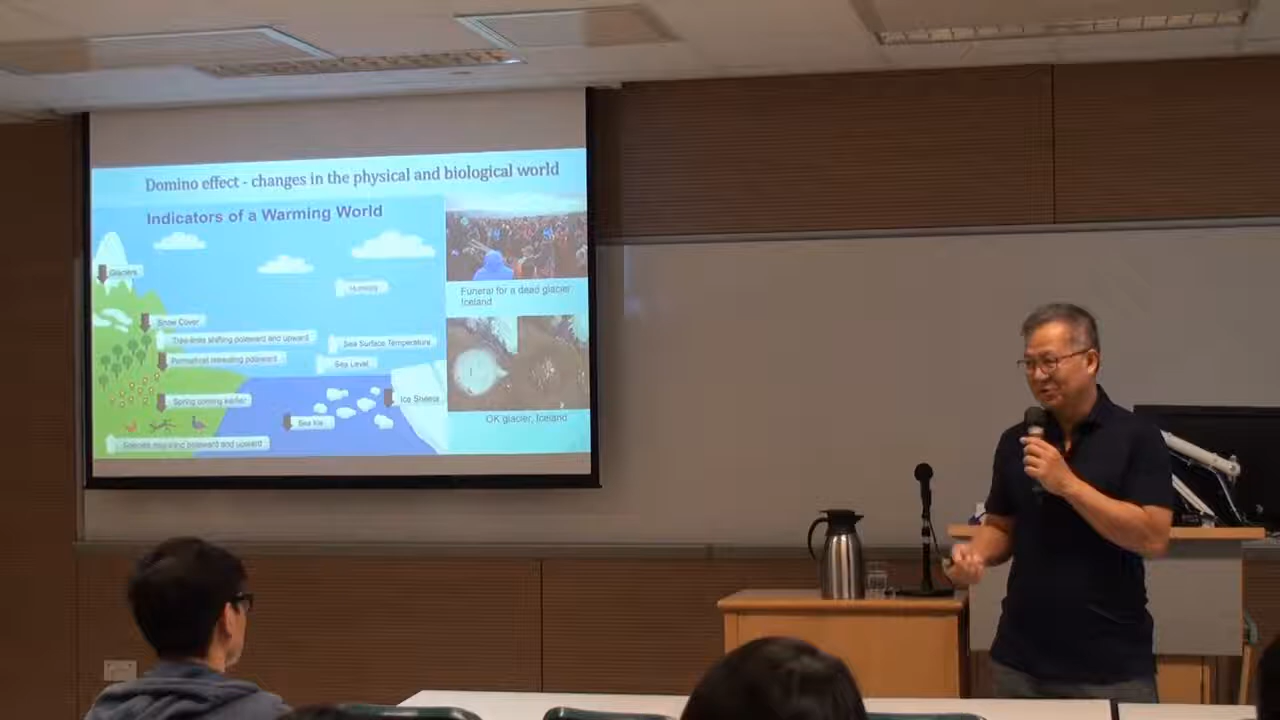 Domino effect - changes in the physical and biological world
Indicators of a Warming World
Glaciers
Humidity
Funeral for a dead glacier
Iceland
Snow Cover
Tree-lines shifting poleward and upward
Sea Surface Temperature
Permafrost retreating poleward
Sea Level
Spring coming earlier
Ice Sheets
Sea Ice
OK glacier, Iceland
Species migrating poleward and upward